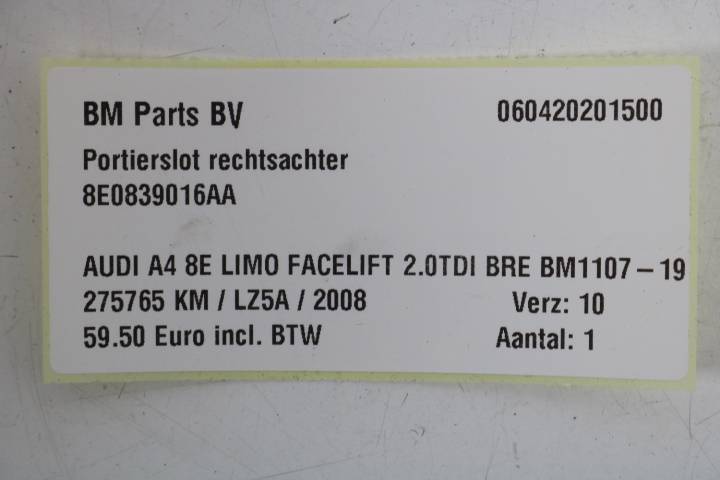 BM Parts BV 060420201500
Portierslot rechtsachter
8E0839016AA
AUDI A4 8E LIMO FACELIFT 2.0TDI BRE BM1107-19
275765 KM / LZ5A / 2008 Verz: 10
59.50 Euro incl. BTW Aantal: 1